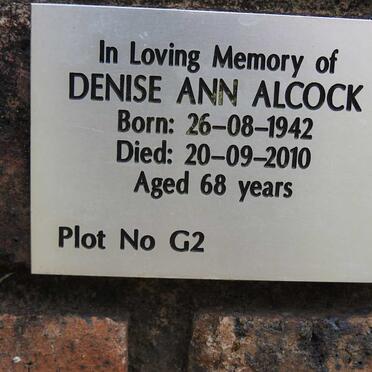 In Loving Memory of
DENISE ANN ALCOCK
Born: 26-08-1942
Died: 20-09-2010
Aged 68 years
Plot No G2